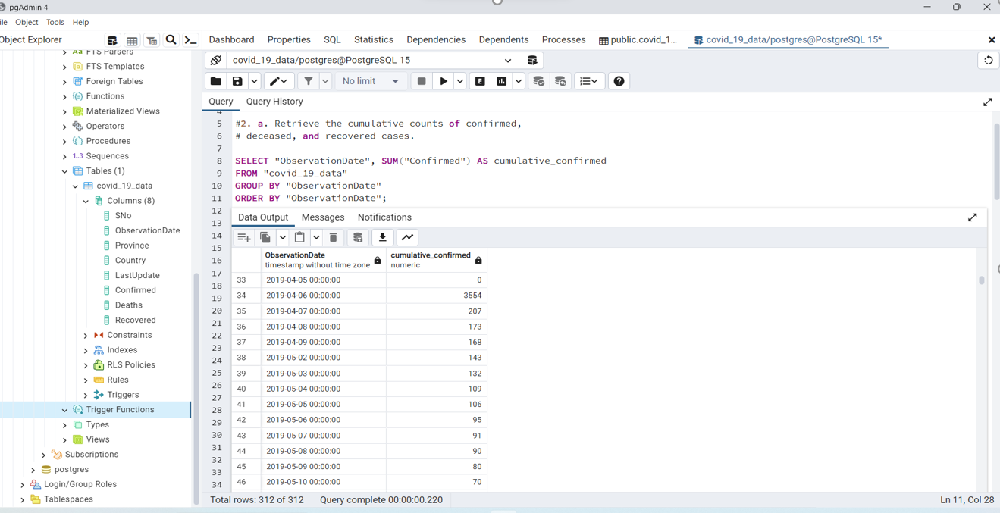 pgAdmin 4
ile Object Tools Help
Object Explorer
Dashboard Properties SQL Statistics Dependencies Dependents Processes public.covid_1... covid_19_data/postgres@PostgreSQL 15*
FTS Parsers
FTS Templates
Foreign Tables
Functions
Materialized Views
Operators
Procedures
1..3 Sequences
Tables (1)
covid_19_data
Columns (8)
SNo
ObservationDate
Province
Country
LastUpdate
Confirmed
Deaths
Recovered
Constraints
Indexes
RLS Policies
Rules
Triggers
Trigger Functions
Types
Views
Subscriptions
postgres
Login/Group Roles
Tablespaces
covid_19_data/postgres@PostgreSQL 15
No limit E
Query Query History
4
5 #2. a. Retrieve the cumulative counts of confirmed,
6 # deceased, and recovered cases.
7
8 SELECT "ObservationDate", SUM("Confirmed") AS cumulative_confirmed
9 FROM "covid_19_data"
10 GROUP BY "ObservationDate"
11 ORDER BY "ObservationDate";
12
13
14
15
16
17
18
19
20
21
22
23
24
25
26
27
28
29
30
31
32
33
34
Data Output Messages Notifications
ObservationDate cumulative_confirmed
timestamp without time zone numeric
33 2019-04-05 00:00:00 0
34 2019-04-06 00:00:00 3554
35 2019-04-07 00:00:00 207
36 2019-04-08 00:00:00 173
37 2019-04-09 00:00:00 168
38 2019-05-02 00:00:00 143
39 2019-05-03 00:00:00 132
40 2019-05-04 00:00:00 109
41 2019-05-05 00:00:00 106
42 2019-05-06 00:00:00 95
43 2019-05-07 00:00:00 91
44 2019-05-08 00:00:00 90
45 2019-05-09 00:00:00 80
46 2019-05-10 00:00:00 70
Total rows: 312 of 312 Query complete 00:00:00.220 Ln 11, Col 28